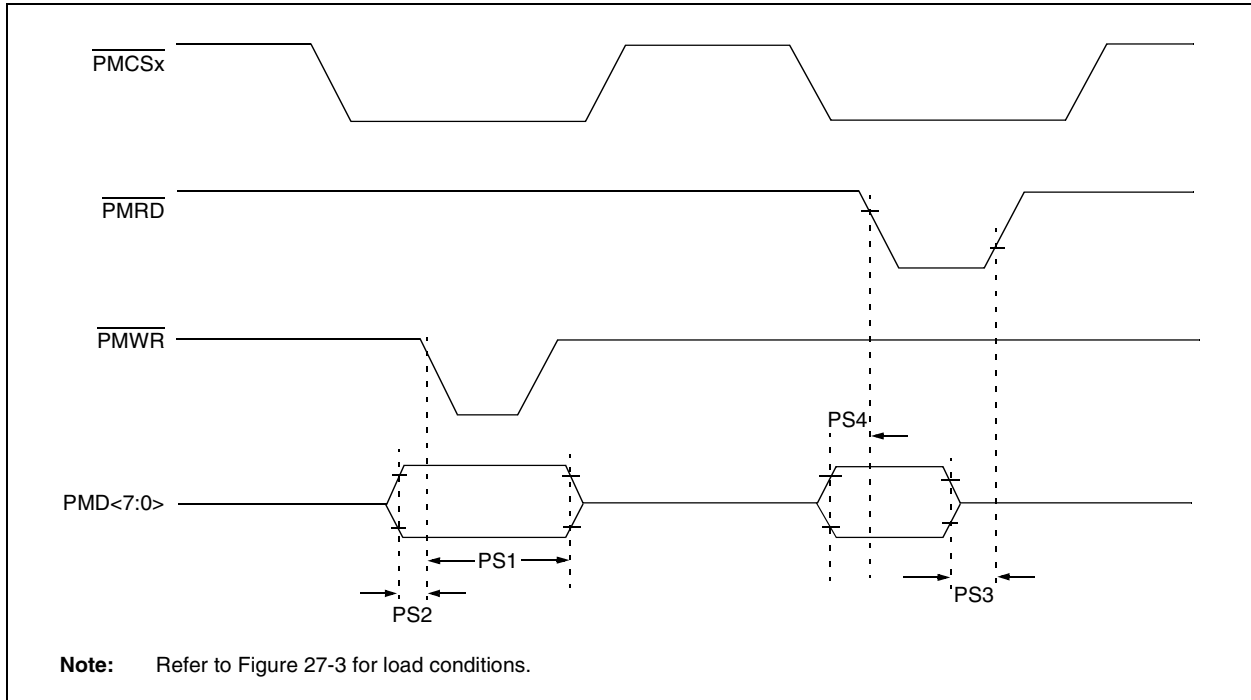 PMCSx
PMRD
PMWR
PS4
PMD<7:0>
PS1
PS3
PS2
Note: Refer to Figure 27-3 for load conditions.